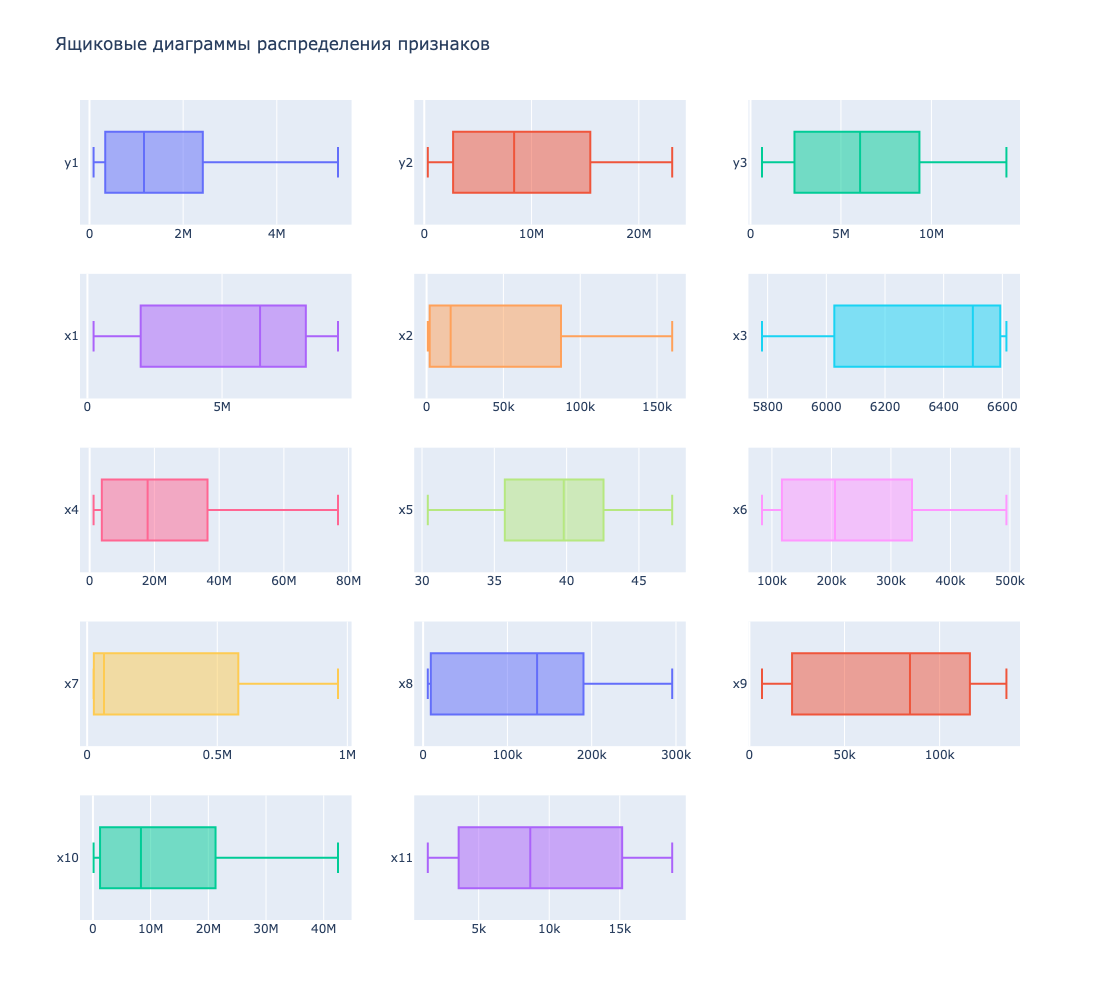 Ящиковые диаграммы распределения признаков
y1 y2 y3
0 2M 4M 0 10M 20M 0 5M 10M
x1 x2 x3
0 5M 0 50k 100k 150k 5800 6000 6200 6400 6600
x4 x5 x6
0 20M 40M 60M 80M 30 35 40 45 100k 200k 300k 400k 500k
x7 x8 x9
0 0.5M 1M 0 100k 200k 300k 0 50k 100k
x10 x11
0 10M 20M 30M 40M 5k 10k 15k